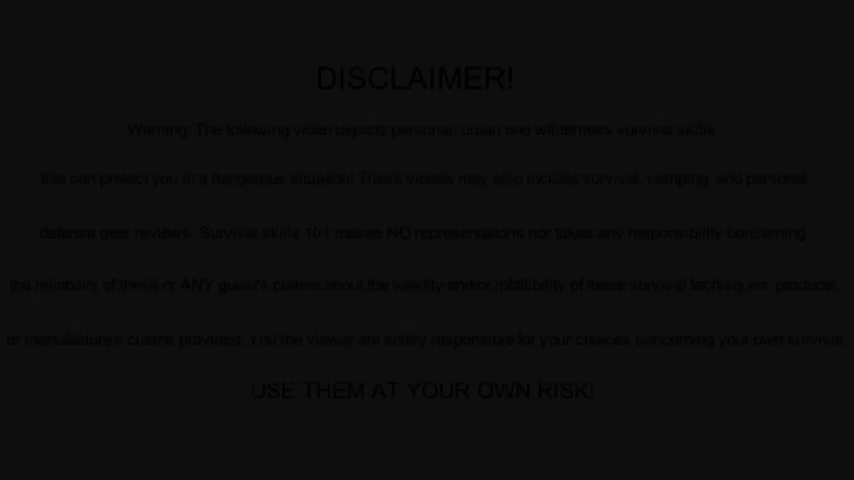 DISCLAIMER!
Warning: The following video depicts personal, urban and wilderness survival skills
that can protect you in a dangerous situation! These videos may also include survival, camping, and personal
defense gear reviews. Survival skills 101 makes NO representations nor takes any responsibility concerning
the reliability of these or ANY guest's claims about the validity and/or infallibility of these survival techniques, products,
or manufacture's claims provided. You the viewer are solely responsible for your choices concerning your own survival
USE THEM AT YOUR OWN RISK!